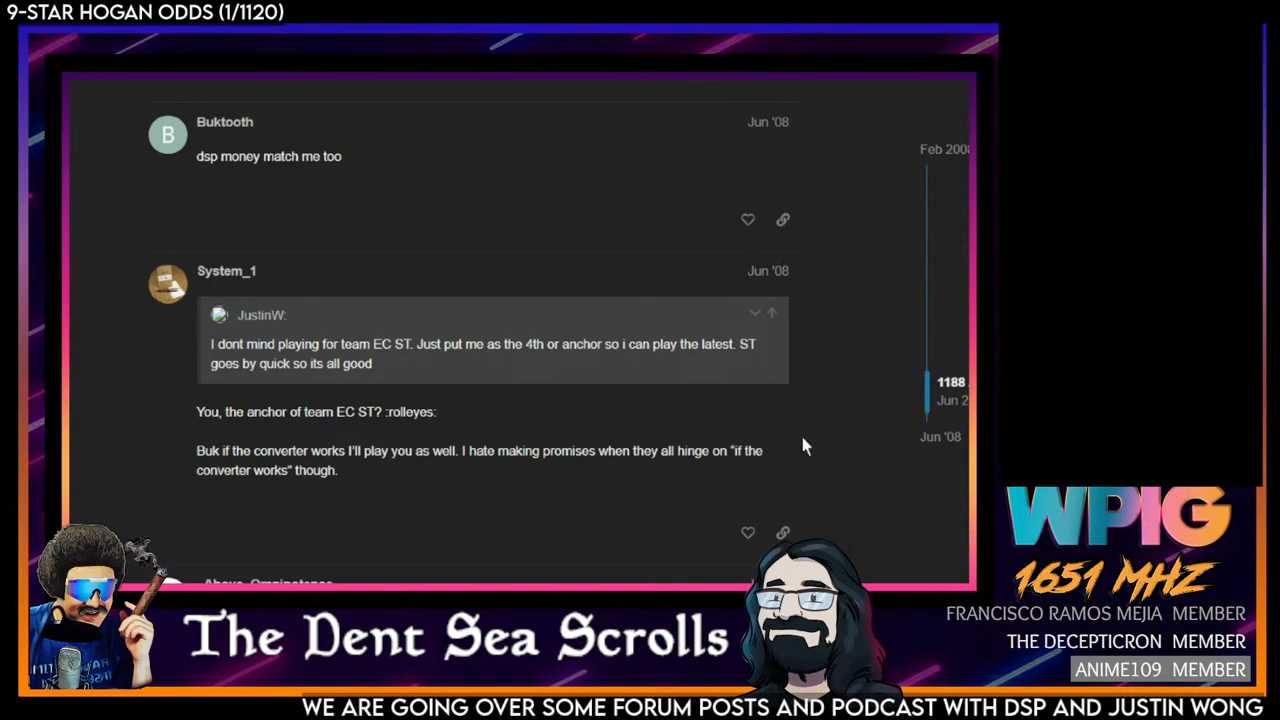 9-STAR HOGAN ODDS (1/1120)
Buktooth
Jun '08
B
dsp money match me too
Feb 2008
System_1
Jun '08
JustinW:
I dont mind playing for team EC ST. Just put me as the 4th or anchor so i can play the latest. ST
goes by quick so its all good
You, the anchor of team EC ST? :rolleyes:
Buk if the converter works I'll play you as well. I hate making promises when they all hinge on "if the
converter works" though.
1188
Jun 2
Jun '08
Above_Omnipotence
The Dent Sea Scrolls
WPIG
1651 MHZ
FRANCISCO RAMOS MEJIA MEMBER
THE DECEPTICRON MEMBER
ANIME109 MEMBER
WE ARE GOING OVER SOME FORUM POSTS AND PODCAST WITH DSP AND JUSTIN WONG